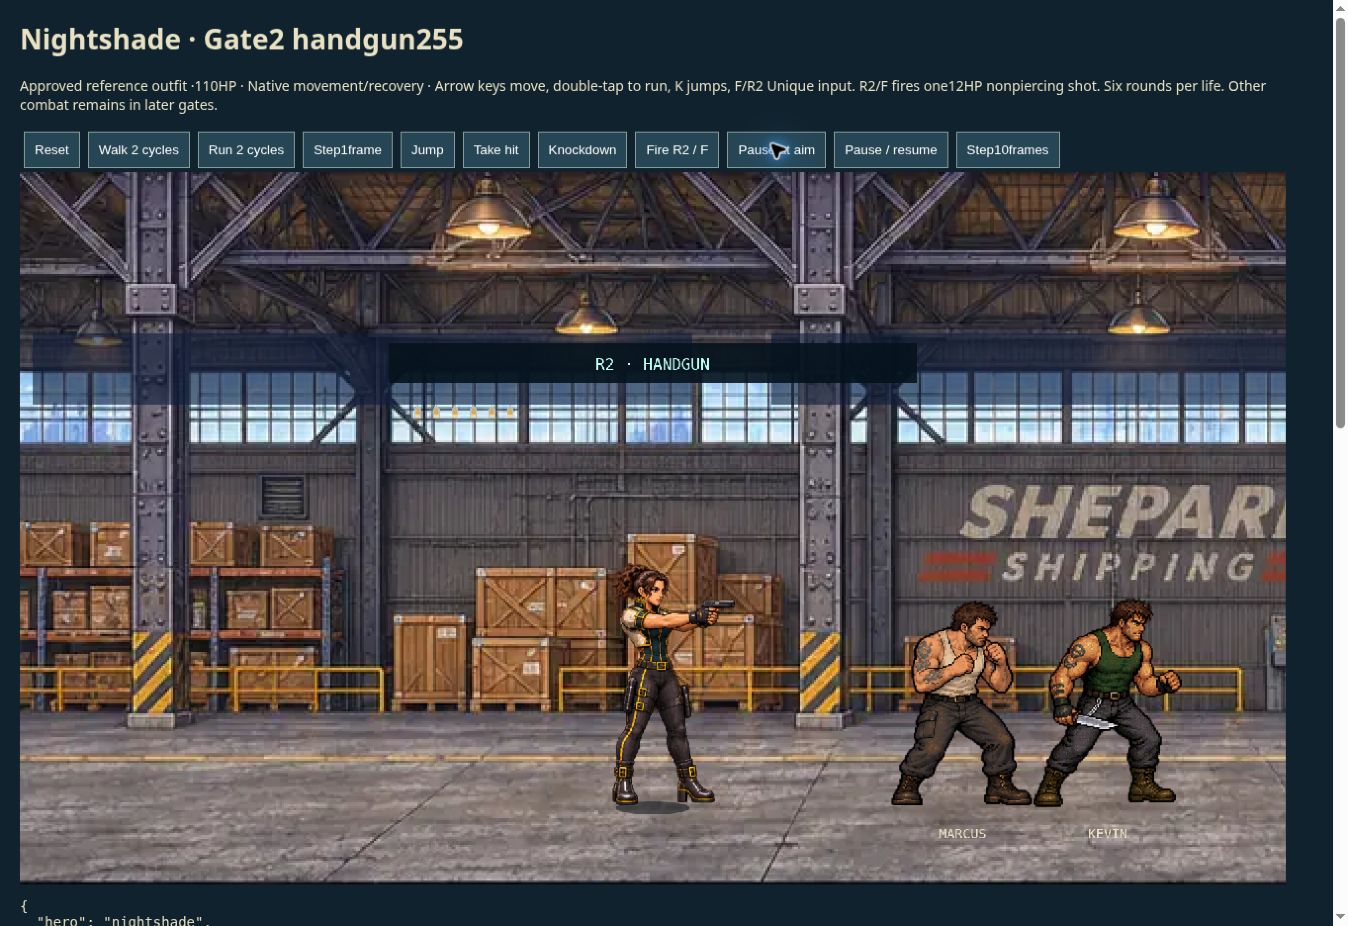 Nightshade · Gate2 handgun255
Approved reference outfit ·110HP · Native movement/recovery · Arrow keys move, double-tap to run, K jumps, F/R2 Unique input. R2/F fires one12HP nonpiercing shot. Six rounds per life. Other
combat remains in later gates.
Reset Walk 2 cycles Run 2 cycles Step1frame Jump Take hit Knockdown Fire R2 / F aim Pause / resume Step10frames
R2 · HANDGUN
SHEPAR
SHIPPING
MARCUS KEVIN
{
"hero": "nightshade",